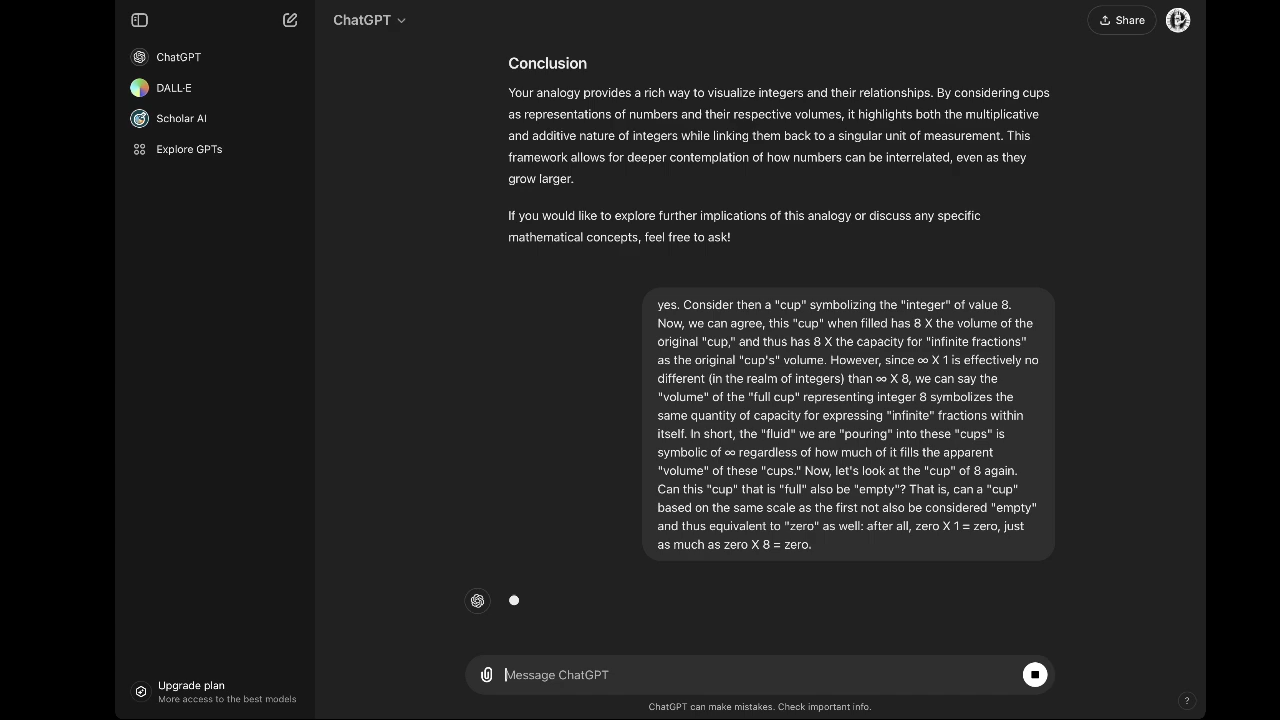 ChatGPT
Share
ChatGPT
DALL·E
Scholar AI
Explore GPTs
Conclusion
Your analogy provides a rich way to visualize integers and their relationships. By considering cups
as representations of numbers and their respective volumes, it highlights both the multiplicative
and additive nature of integers while linking them back to a singular unit of measurement. This
framework allows for deeper contemplation of how numbers can be interrelated, even as they
grow larger.
If you would like to explore further implications of this analogy or discuss any specific
mathematical concepts, feel free to ask!
yes. Consider then a "cup" symbolizing the "integer" of value 8.
Now, we can agree, this "cup" when filled has 8 X the volume of the
original "cup," and thus has 8 X the capacity for "infinite fractions"
as the original "cup's" volume. However, since ∞ X 1 is effectively no
different (in the realm of integers) than ∞ X 8, we can say the
"volume" of the "full cup" representing integer 8 symbolizes the
same quantity of capacity for expressing "infinite" fractions within
itself. In short, the "fluid" we are "pouring" into these "cups" is
symbolic of ∞ regardless of how much of it fills the apparent
"volume" of these "cups." Now, let's look at the "cup" of 8 again.
Can this "cup" that is "full" also be "empty"? That is, can a "cup"
based on the same scale as the first not also be considered "empty"
and thus equivalent to "zero" as well: after all, zero X 1 = zero, just
as much as zero X 8 = zero.
Message ChatGPT
Upgrade plan
More access to the best models
ChatGPT can make mistakes. Check important info.
?